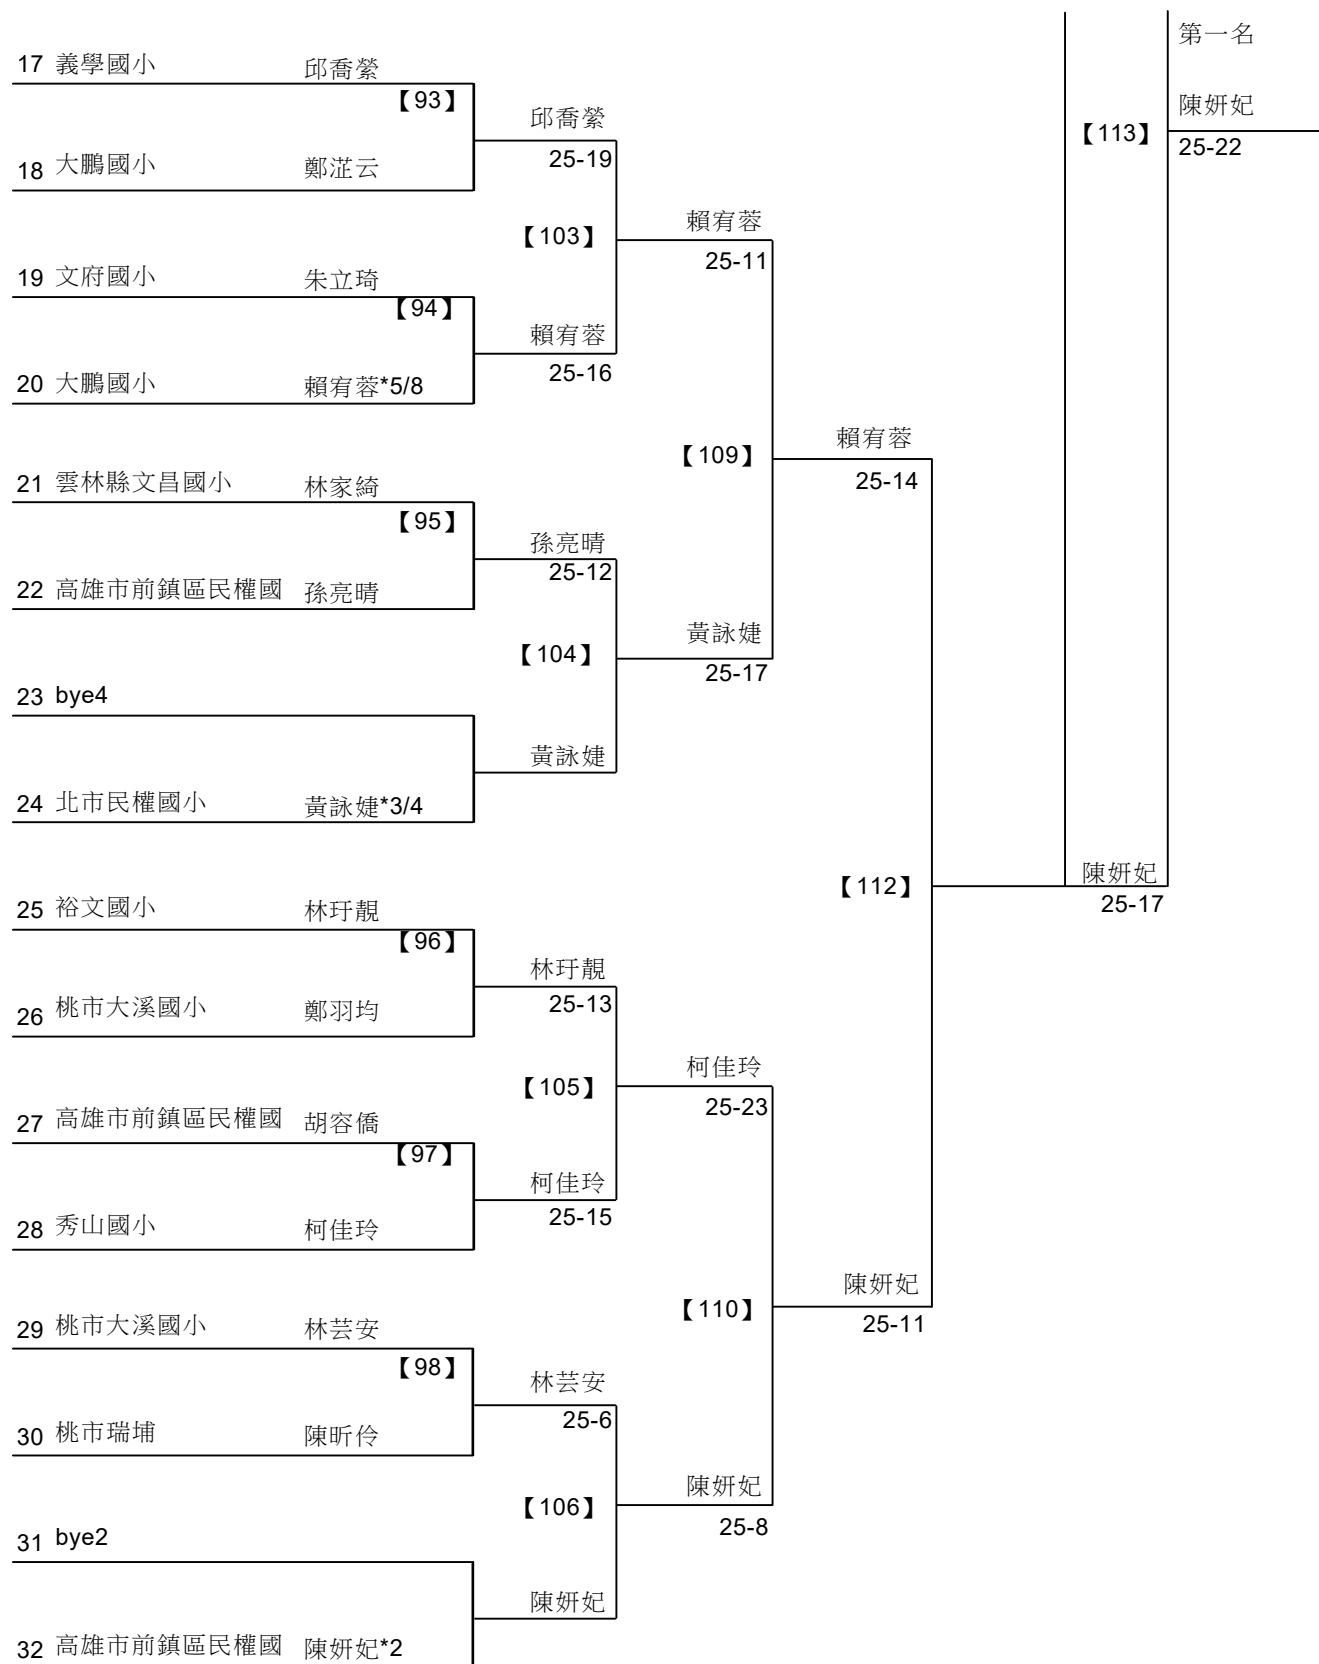 第一名
17 義學國小 邱喬縈
【93】
陳妍妃
邱喬縈
【113】
25-22
25-19
18 大鵬國小 鄭淽云
賴宥蓉
【103】
25-11
19 文府國小 朱立琦
【94】
賴宥蓉
25-16
20 大鵬國小 賴宥蓉*5/8
賴宥蓉
【109】
25-14
21 雲林縣文昌國小 林家綺
【95】
孫亮晴
25-12
22 高雄市前鎮區民權國 孫亮晴
黃詠婕
【104】
25-17
23 bye4
黃詠婕
24 北市民權國小 黃詠婕*3/4
陳妍妃
【112】
25-17
25 裕文國小 林玗靚
【96】
林玗靚
25-13
26 桃市大溪國小 鄭羽均
柯佳玲
【105】
25-23
27 高雄市前鎮區民權國 胡容僑
【97】
柯佳玲
25-15
28 秀山國小 柯佳玲
陳妍妃
【110】
25-11
29 桃市大溪國小 林芸安
【98】
林芸安
25-6
30 桃市瑞埔 陳昕伶
陳妍妃
【106】
25-8
31 bye2
陳妍妃
32 高雄市前鎮區民權國 陳妍妃*2